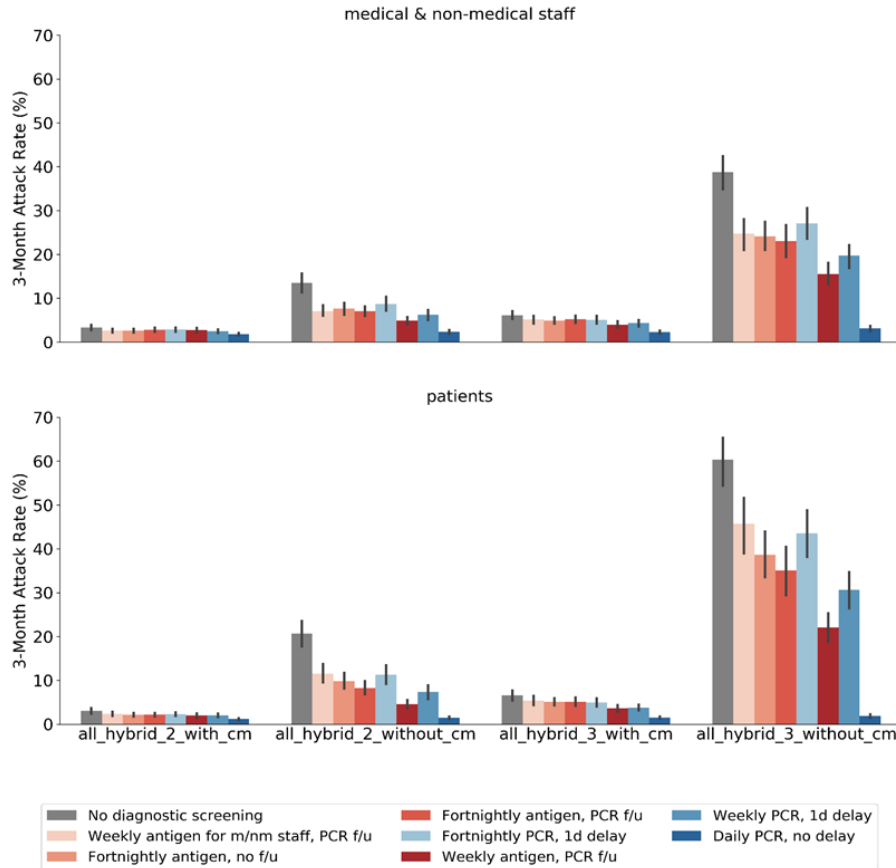 medical & non-medical staff
70
60
50
40
30
20
10
0
3-Month Attack Rate (%)
patients
70
60
50
40
30
20
10
0
3-Month Attack Rate (%)
all_hybrid_2_with_cm all_hybrid_2_without_cm all_hybrid_3_with_cm all_hybrid_3_without_cm
No diagnostic screening
Weekly antigen for m/nm staff, PCR f/u
Fortnightly antigen, no f/u
Fortnightly antigen, PCR f/u
Fortnightly PCR, 1d delay
Weekly antigen, PCR f/u
Weekly PCR, 1d delay
Daily PCR, no delay